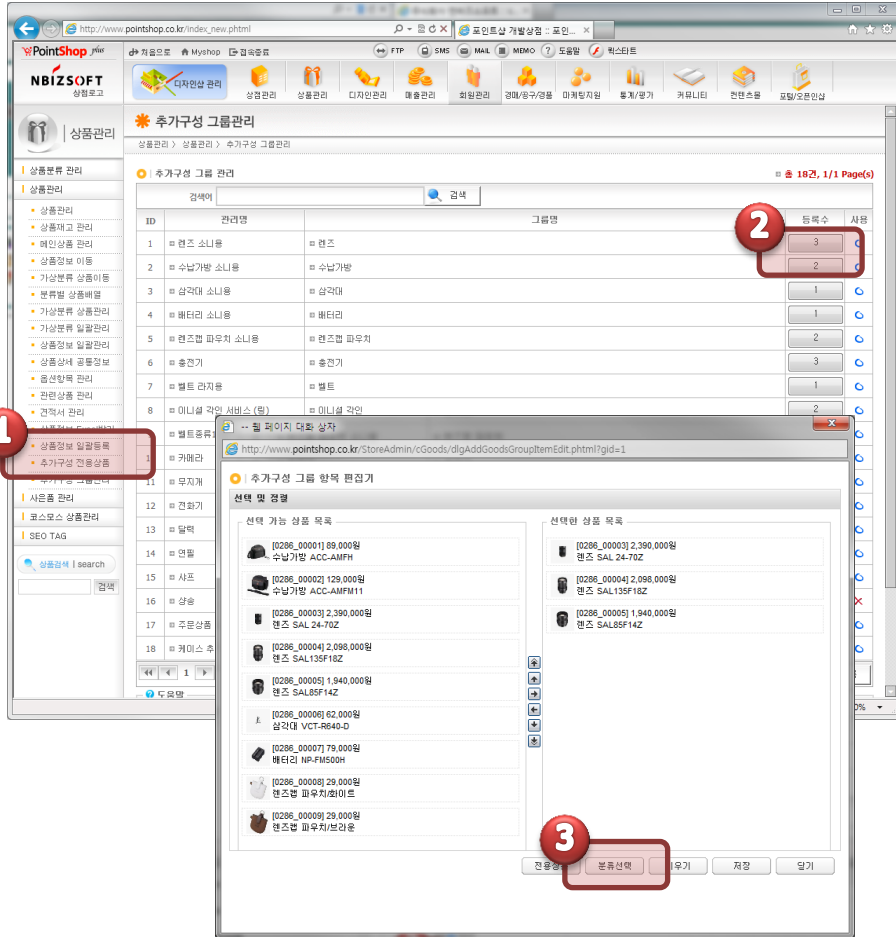 http://www.pointshop.co.kr/index_new.phtml
포인트샵 개발상점 :: 포인...
PointShop plus
처음으로 Myshop 접속종료
FTP SMS MAIL MEMO 도움말 퀵스타트
NBIZSOFT
상점로고
디자인샵 관리
상점관리 상품관리 디자인관리 매출관리 회원관리 경매/공구/경품 마케팅지원 통계/평가 커뮤니티 컨텐츠몰 포털/오픈인샵
상품관리
추가구성 그룹관리
상품관리 〉 상품관리 〉 추가구성 그룹관리
상품분류 관리
상품관리
상품관리
상품재고 관리
메인상품 관리
상품정보 이동
가상분류 상품이동
분류별 상품배열
가상분류 상품관리
가상분류 일괄관리
상품정보 일괄관리
상품상세 공통정보
옵션항목 관리
관련상품 관리
견적서 관리
1
상품정보 일괄등록
추가구성 전용상품
추가구성 그룹관리
사은품 관리
코스모스 상품관리
SEO TAG
상품검색 | search
검색
추가구성 그룹 관리
총 18건, 1/1 Page(s)
검색어 검색
ID 관리명 그룹명 등록수 사용
2
1 렌즈 소니용 렌즈 3
2 수납가방 소니용 수납가방 2
3 삼각대 소니용 삼각대 1
4 배터리 소니용 배터리 1
5 렌즈캡 파우치 소니용 렌즈캡 파우치 2
6 충전기 충전기 3
7 벨트 라지용 벨트 1
8 이니셜 각인 서비스 (링) 이니셜 각인 2
벨트종류
카메라
11 무지개
12 전화기
13 달력
14 연필
15 샤프
16 샹송
17 주문상품
18 케미스 추
1
도움말
-- 웹 페이지 대화 상자
http://www.pointshop.co.kr/StoreAdmin/cGoods/dlgAddGoodsGroupItemEdit.phtml?gid=1
추가구성 그룹 항목 편집기
선택 및 정렬
선택 가능 상품 목록
[0286_00001] 89,000원
수납가방 ACC-AMFH
[0286_00002] 129,000원
수납가방 ACC-AMFM11
[0286_00003] 2,390,000원
렌즈 SAL 24-70Z
[0286_00004] 2,098,000원
렌즈 SAL135F18Z
[0286_00005] 1,940,000원
렌즈 SAL85F14Z
[0286_00006] 62,000원
삼각대 VCT-R640-D
[0286_00007] 79,000원
배터리 NP-FM500H
[0286_00008] 29,000원
렌즈캡 파우치/화이트
[0286_00009] 29,000원
렌즈캡 파우치/브라운
선택한 상품 목록
[0286_00003] 2,390,000원
렌즈 SAL 24-70Z
[0286_00004] 2,098,000원
렌즈 SAL135F18Z
[0286_00005] 1,940,000원
렌즈 SAL85F14Z
3
분류선택 저장 닫기